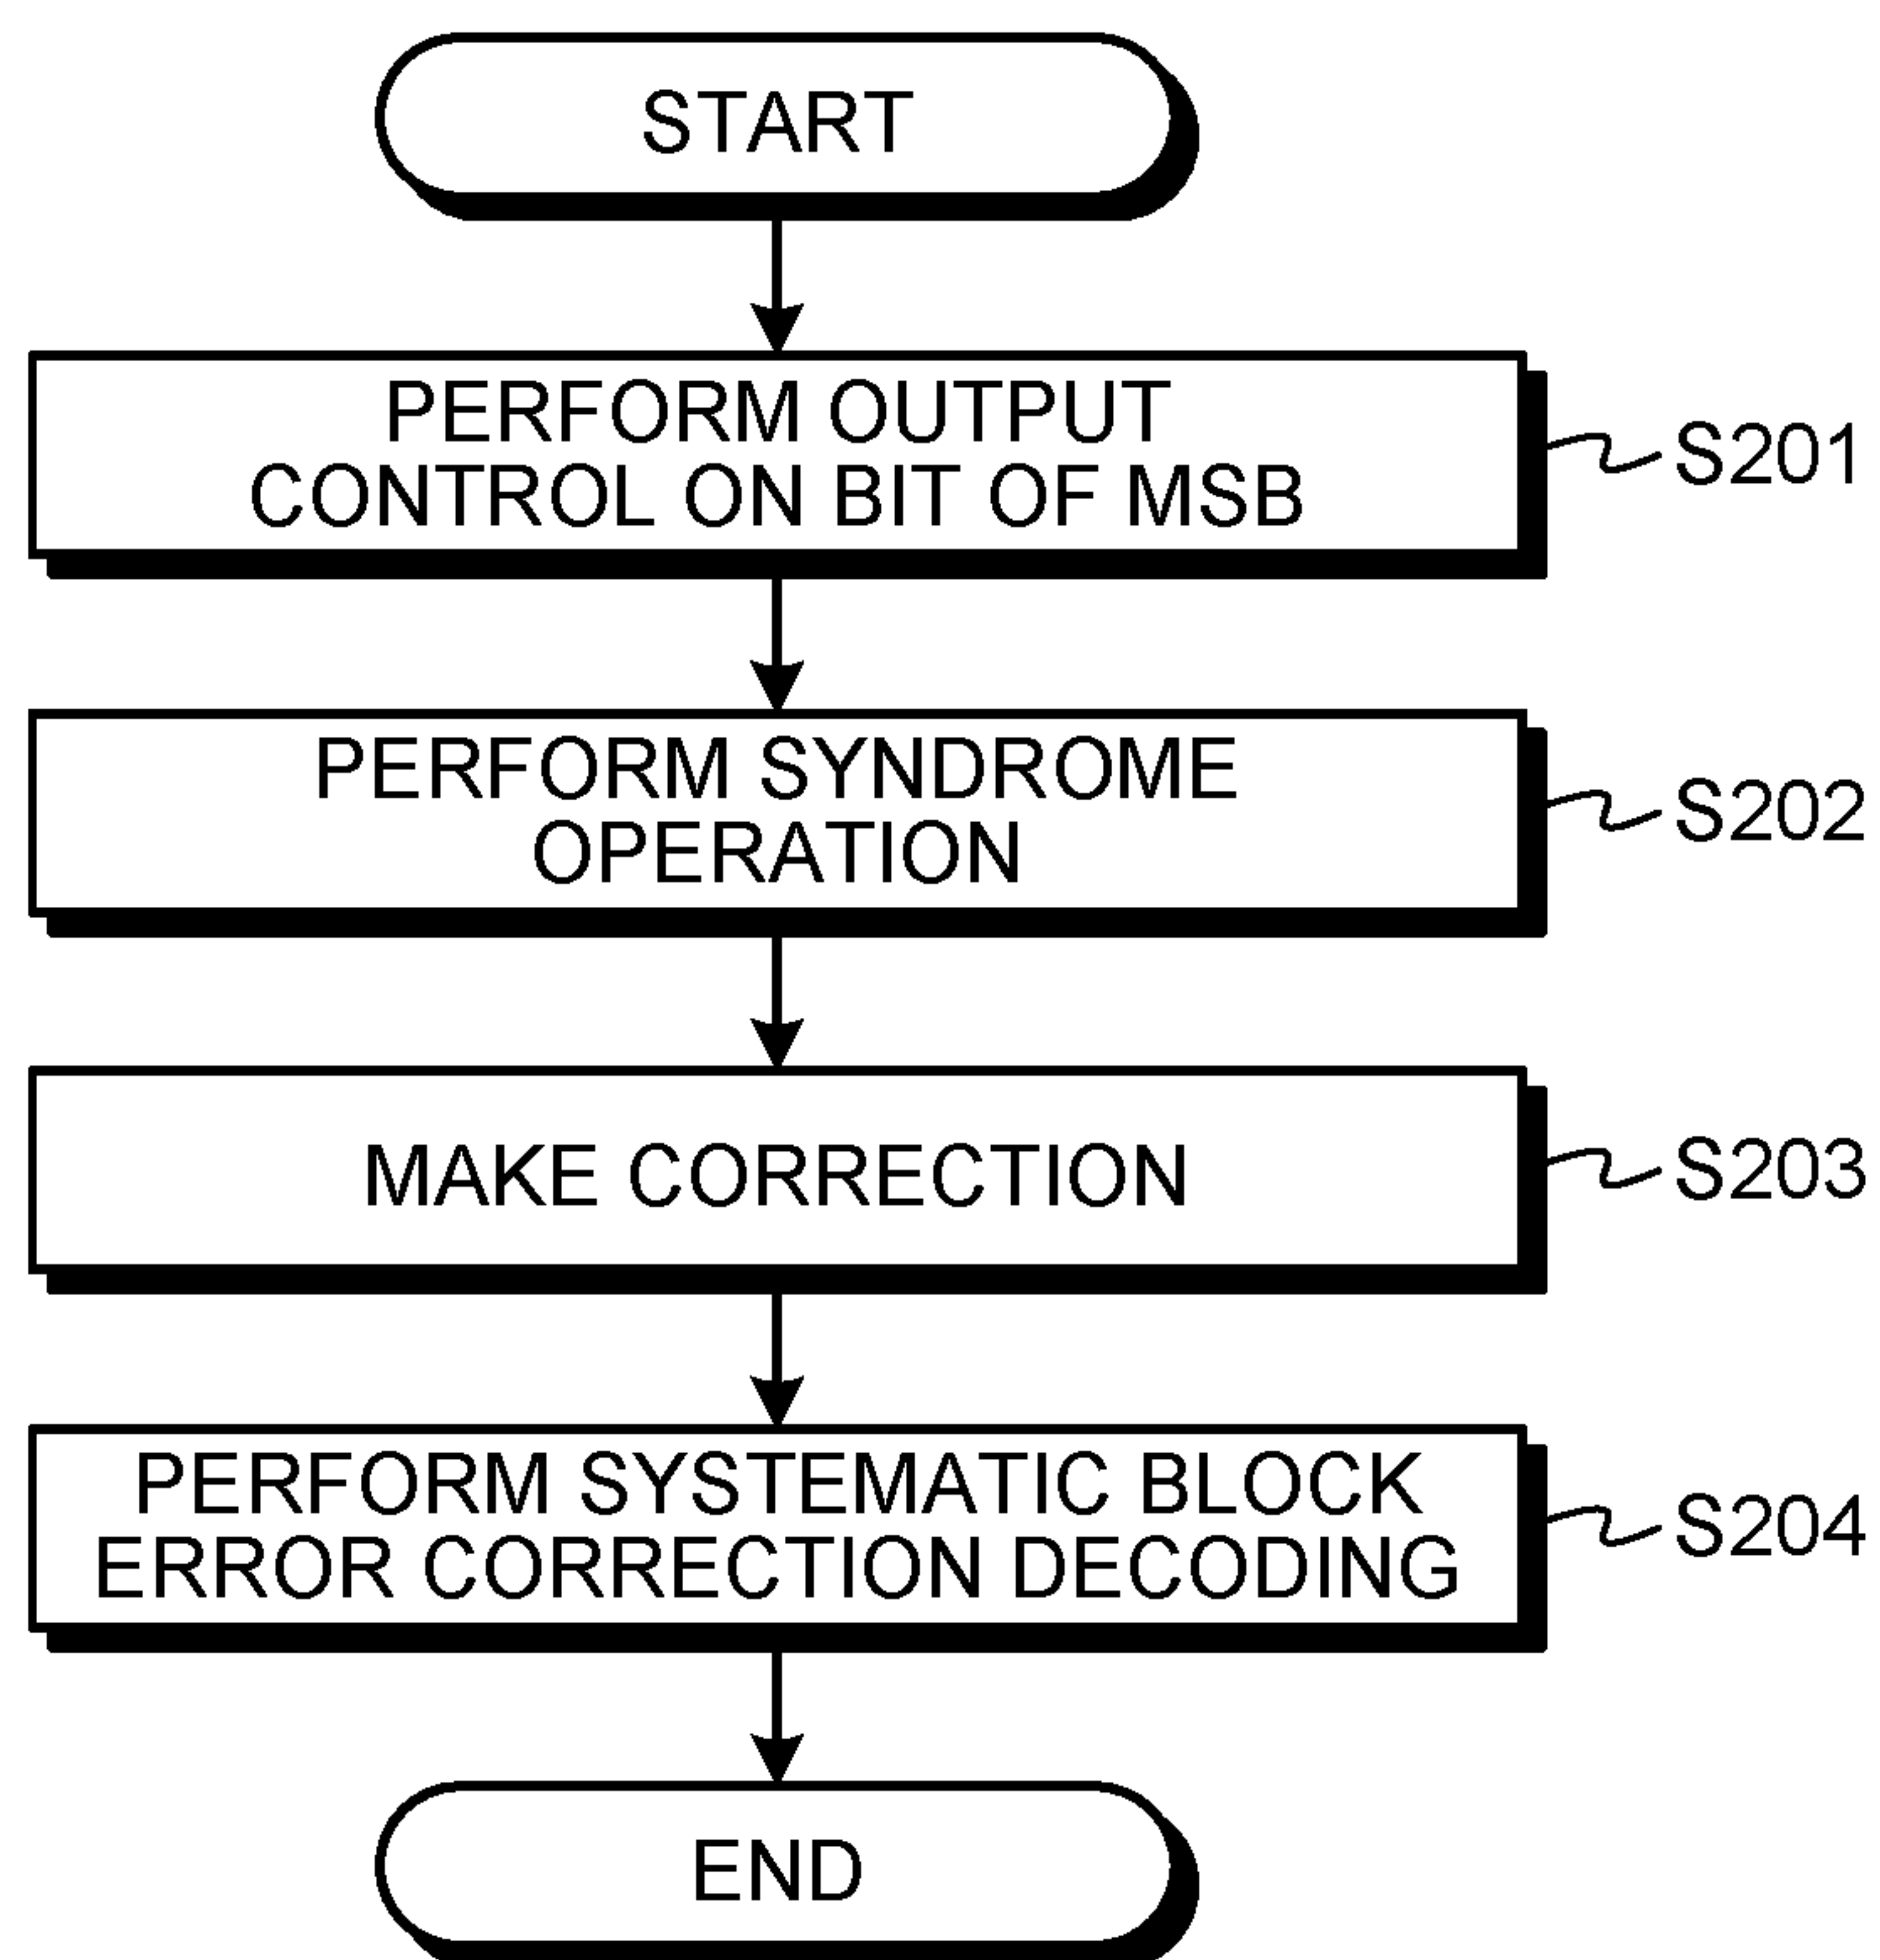 START
PERFORM OUTPUT
CONTROL ON BIT OF MSB
S201
PERFORM SYNDROME
OPERATION
S202
MAKE CORRECTION
S203
PERFORM SYSTEMATIC BLOCK
ERROR CORRECTION DECODING
S204
END